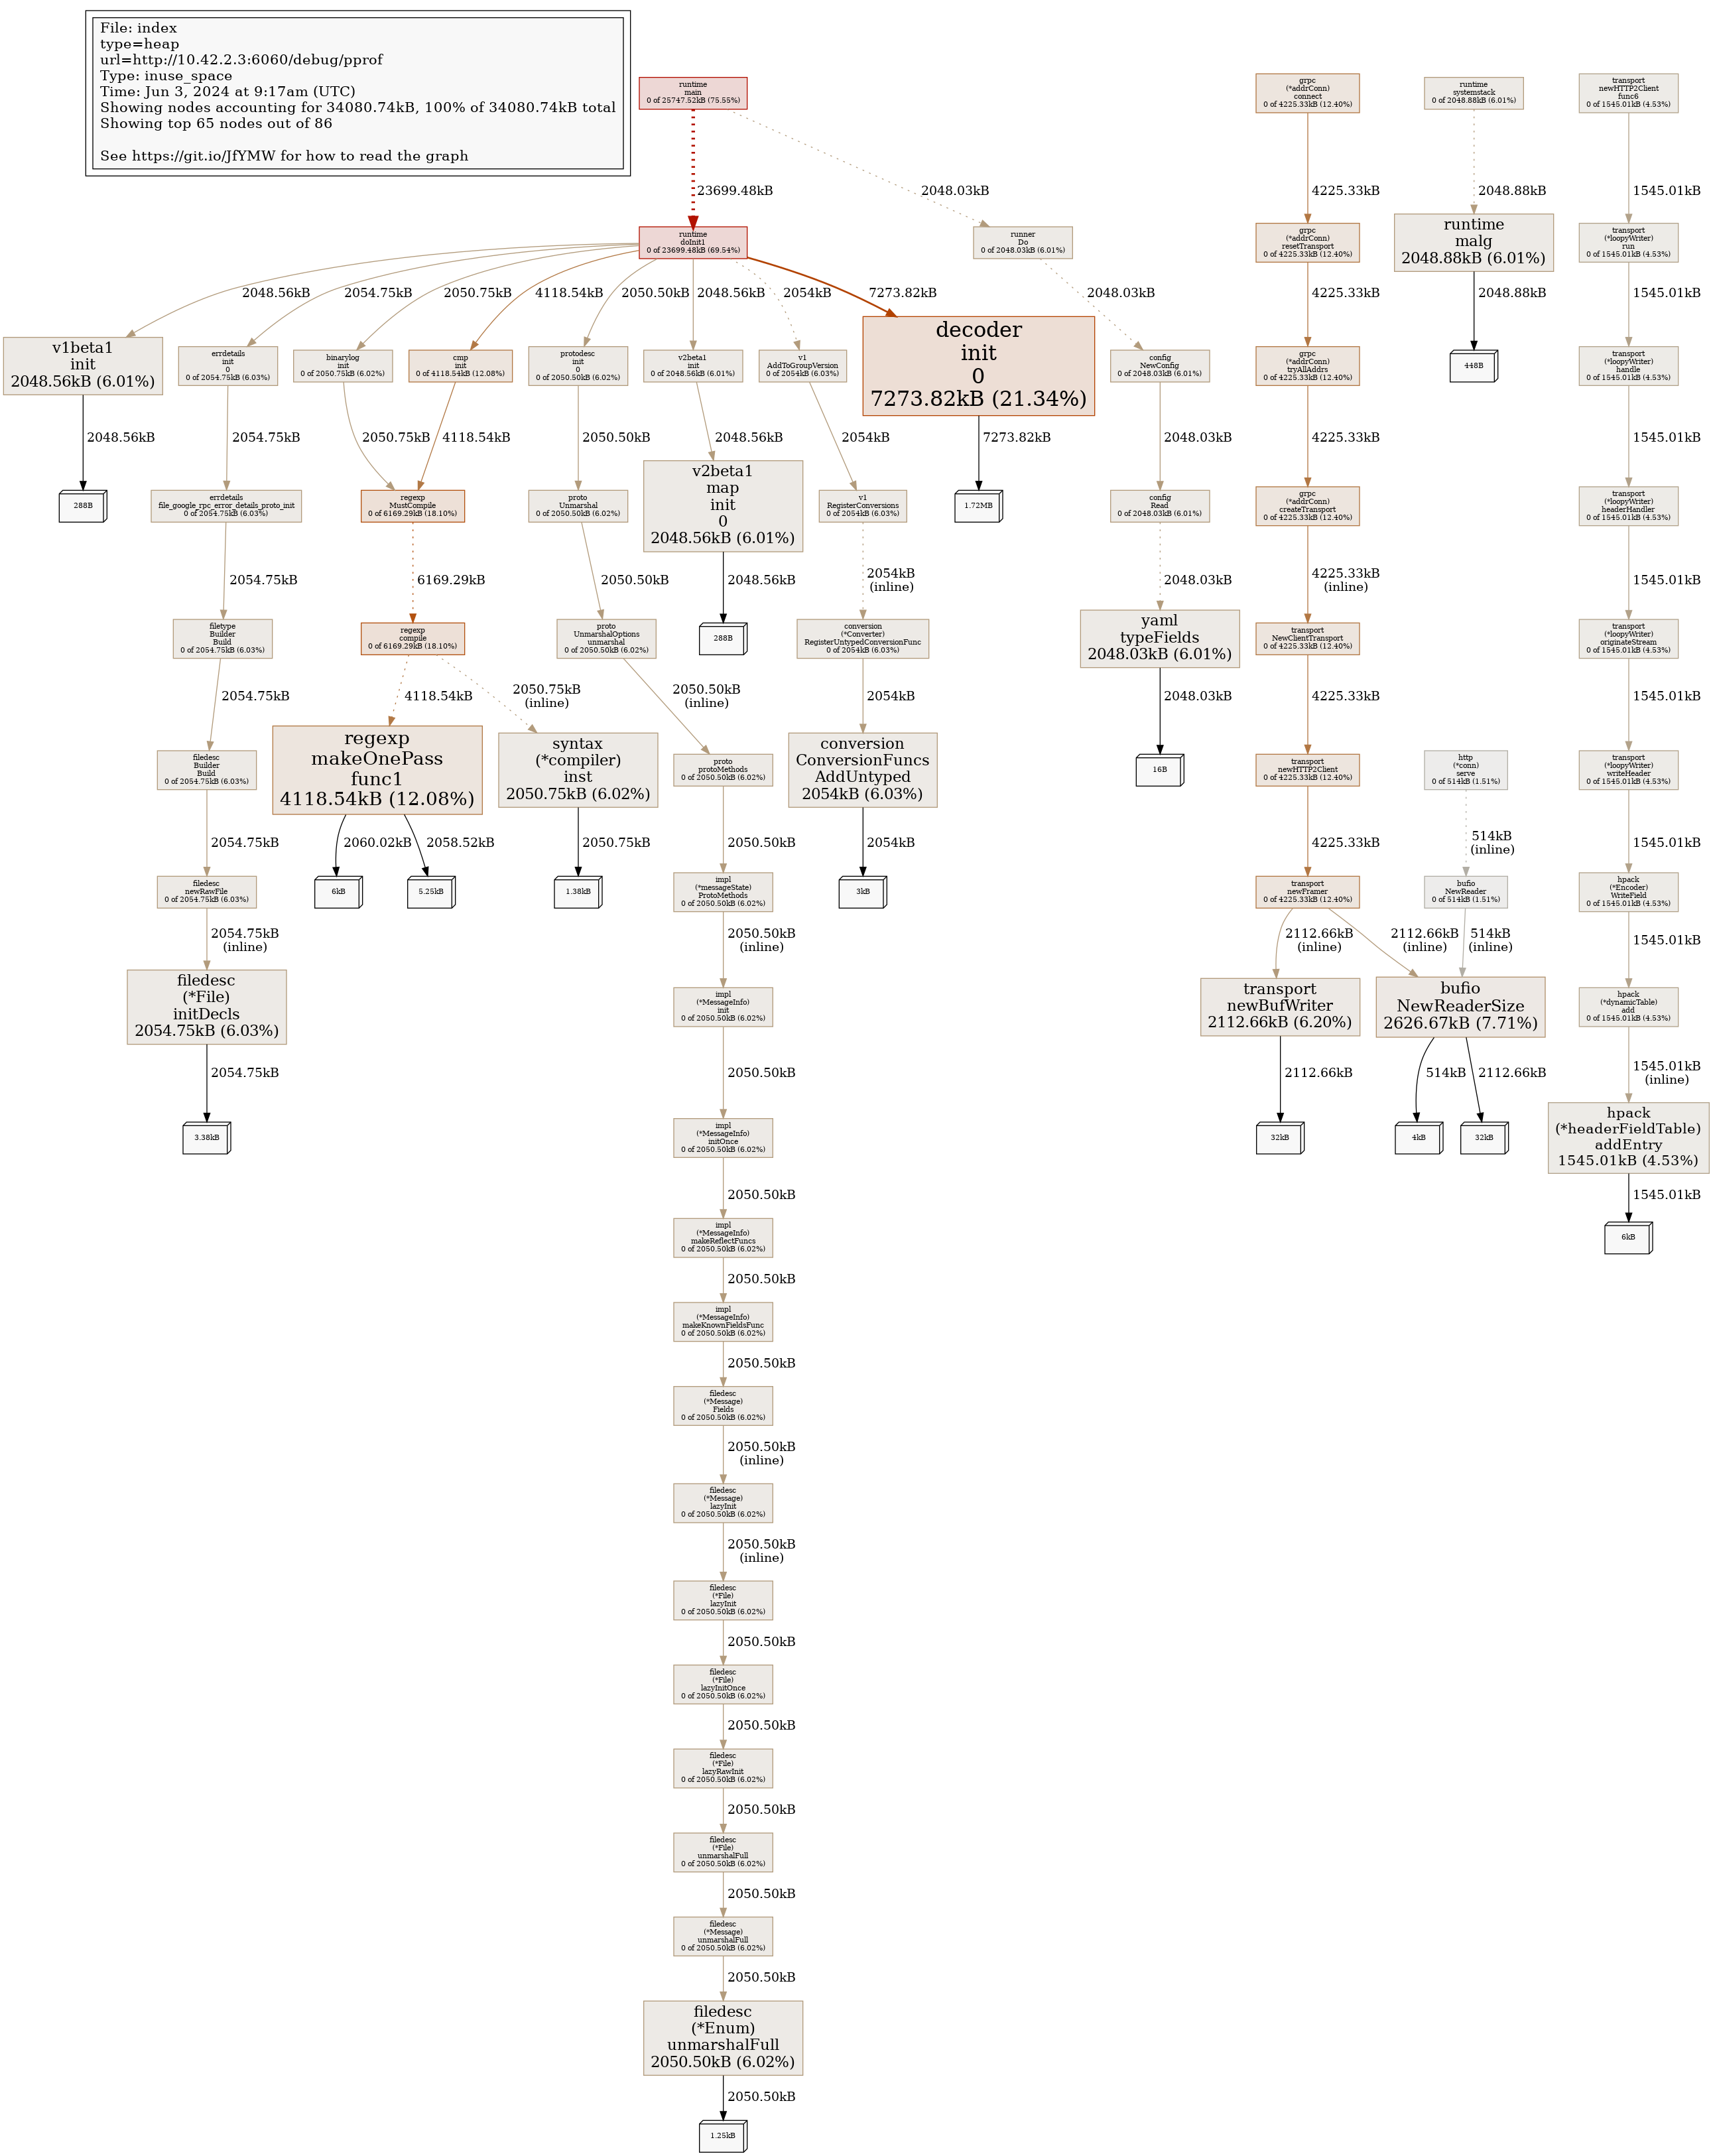 File: index
type=heap
url=http://10.42.2.3:6060/debug/pprof
Type: inuse_space
Time: Jun 3, 2024 at 9:17am (UTC)
Showing nodes accounting for 34080.74kB, 100% of 34080.74kB total
Showing top 65 nodes out of 86
See https://git.io/JfYMW for how to read the graph
runtime
main
0 of 25747.52kB (75.55%)
grpc
(*addrConn)
connect
0 of 4225.33kB (12.40%)
runtime
systemstack
0 of 2048.88kB (6.01%)
transport
newHTTP2Client
func6
0 of 1545.01kB (4.53%)
23699.48kB
2048.03kB
4225.33kB
2048.88kB
1545.01kB
runtime
doInit1
0 of 23699.48kB (69.54%)
runner
Do
0 of 2048.03kB (6.01%)
grpc
(*addrConn)
resetTransport
0 of 4225.33kB (12.40%)
runtime
malg
2048.88kB (6.01%)
transport
(*loopyWriter)
run
0 of 1545.01kB (4.53%)
2048.56kB
2054.75kB
2050.75kB
4118.54kB
2050.50kB
2048.56kB
2054kB
7273.82kB
2048.03kB
4225.33kB
2048.88kB
1545.01kB
v1beta1
init
2048.56kB (6.01%)
errdetails
init
0
0 of 2054.75kB (6.03%)
binarylog
init
0 of 2050.75kB (6.02%)
cmp
init
0 of 4118.54kB (12.08%)
protodesc
init
0
0 of 2050.50kB (6.02%)
v2beta1
init
0 of 2048.56kB (6.01%)
v1
AddToGroupVersion
0 of 2054kB (6.03%)
decoder
init
0
7273.82kB (21.34%)
config
NewConfig
0 of 2048.03kB (6.01%)
grpc
(*addrConn)
tryAllAddrs
0 of 4225.33kB (12.40%)
448B
transport
(*loopyWriter)
handle
0 of 1545.01kB (4.53%)
2048.56kB
2054.75kB
2050.75kB
4118.54kB
2050.50kB
2048.56kB
2054kB
7273.82kB
2048.03kB
4225.33kB
1545.01kB
288B
errdetails
file_google_rpc_error_details_proto_init
0 of 2054.75kB (6.03%)
regexp
MustCompile
0 of 6169.29kB (18.10%)
proto
Unmarshal
0 of 2050.50kB (6.02%)
v2beta1
map
init
0
2048.56kB (6.01%)
v1
RegisterConversions
0 of 2054kB (6.03%)
1.72MB
config
Read
0 of 2048.03kB (6.01%)
grpc
(*addrConn)
createTransport
0 of 4225.33kB (12.40%)
transport
(*loopyWriter)
headerHandler
0 of 1545.01kB (4.53%)
2054.75kB
6169.29kB
2050.50kB
2048.56kB
2054kB
(inline)
2048.03kB
4225.33kB
(inline)
1545.01kB
filetype
Builder
Build
0 of 2054.75kB (6.03%)
regexp
compile
0 of 6169.29kB (18.10%)
proto
UnmarshalOptions
unmarshal
0 of 2050.50kB (6.02%)
288B
conversion
(*Converter)
RegisterUntypedConversionFunc
0 of 2054kB (6.03%)
yaml
typeFields
2048.03kB (6.01%)
transport
NewClientTransport
0 of 4225.33kB (12.40%)
transport
(*loopyWriter)
originateStream
0 of 1545.01kB (4.53%)
2054.75kB
4118.54kB
2050.75kB
(inline)
2050.50kB
(inline)
2054kB
2048.03kB
4225.33kB
1545.01kB
filedesc
Builder
Build
0 of 2054.75kB (6.03%)
regexp
makeOnePass
func1
4118.54kB (12.08%)
syntax
(*compiler)
inst
2050.75kB (6.02%)
proto
protoMethods
0 of 2050.50kB (6.02%)
conversion
ConversionFuncs
AddUntyped
2054kB (6.03%)
16B
transport
newHTTP2Client
0 of 4225.33kB (12.40%)
http
(*conn)
serve
0 of 514kB (1.51%)
transport
(*loopyWriter)
writeHeader
0 of 1545.01kB (4.53%)
2054.75kB
2060.02kB
2058.52kB
2050.75kB
2050.50kB
2054kB
4225.33kB
514kB
(inline)
1545.01kB
filedesc
newRawFile
0 of 2054.75kB (6.03%)
6kB
5.25kB
1.38kB
impl
(*messageState)
ProtoMethods
0 of 2050.50kB (6.02%)
3kB
transport
newFramer
0 of 4225.33kB (12.40%)
bufio
NewReader
0 of 514kB (1.51%)
hpack
(*Encoder)
WriteField
0 of 1545.01kB (4.53%)
2054.75kB
(inline)
2050.50kB
(inline)
2112.66kB
(inline)
2112.66kB
(inline)
514kB
(inline)
1545.01kB
filedesc
(*File)
initDecls
2054.75kB (6.03%)
impl
(*MessageInfo)
init
0 of 2050.50kB (6.02%)
transport
newBufWriter
2112.66kB (6.20%)
bufio
NewReaderSize
2626.67kB (7.71%)
hpack
(*dynamicTable)
add
0 of 1545.01kB (4.53%)
2054.75kB
2050.50kB
2112.66kB
514kB
2112.66kB
1545.01kB
(inline)
3.38kB
impl
(*MessageInfo)
initOnce
0 of 2050.50kB (6.02%)
32kB
4kB
32kB
hpack
(*headerFieldTable)
addEntry
1545.01kB (4.53%)
2050.50kB
1545.01kB
impl
(*MessageInfo)
makeReflectFuncs
0 of 2050.50kB (6.02%)
6kB
2050.50kB
impl
(*MessageInfo)
makeKnownFieldsFunc
0 of 2050.50kB (6.02%)
2050.50kB
filedesc
(*Message)
Fields
0 of 2050.50kB (6.02%)
2050.50kB
(inline)
filedesc
(*Message)
lazyInit
0 of 2050.50kB (6.02%)
2050.50kB
(inline)
filedesc
(*File)
lazyInit
0 of 2050.50kB (6.02%)
2050.50kB
filedesc
(*File)
lazyInitOnce
0 of 2050.50kB (6.02%)
2050.50kB
filedesc
(*File)
lazyRawInit
0 of 2050.50kB (6.02%)
2050.50kB
filedesc
(*File)
unmarshalFull
0 of 2050.50kB (6.02%)
2050.50kB
filedesc
(*Message)
unmarshalFull
0 of 2050.50kB (6.02%)
2050.50kB
filedesc
(*Enum)
unmarshalFull
2050.50kB (6.02%)
2050.50kB
1.25kB